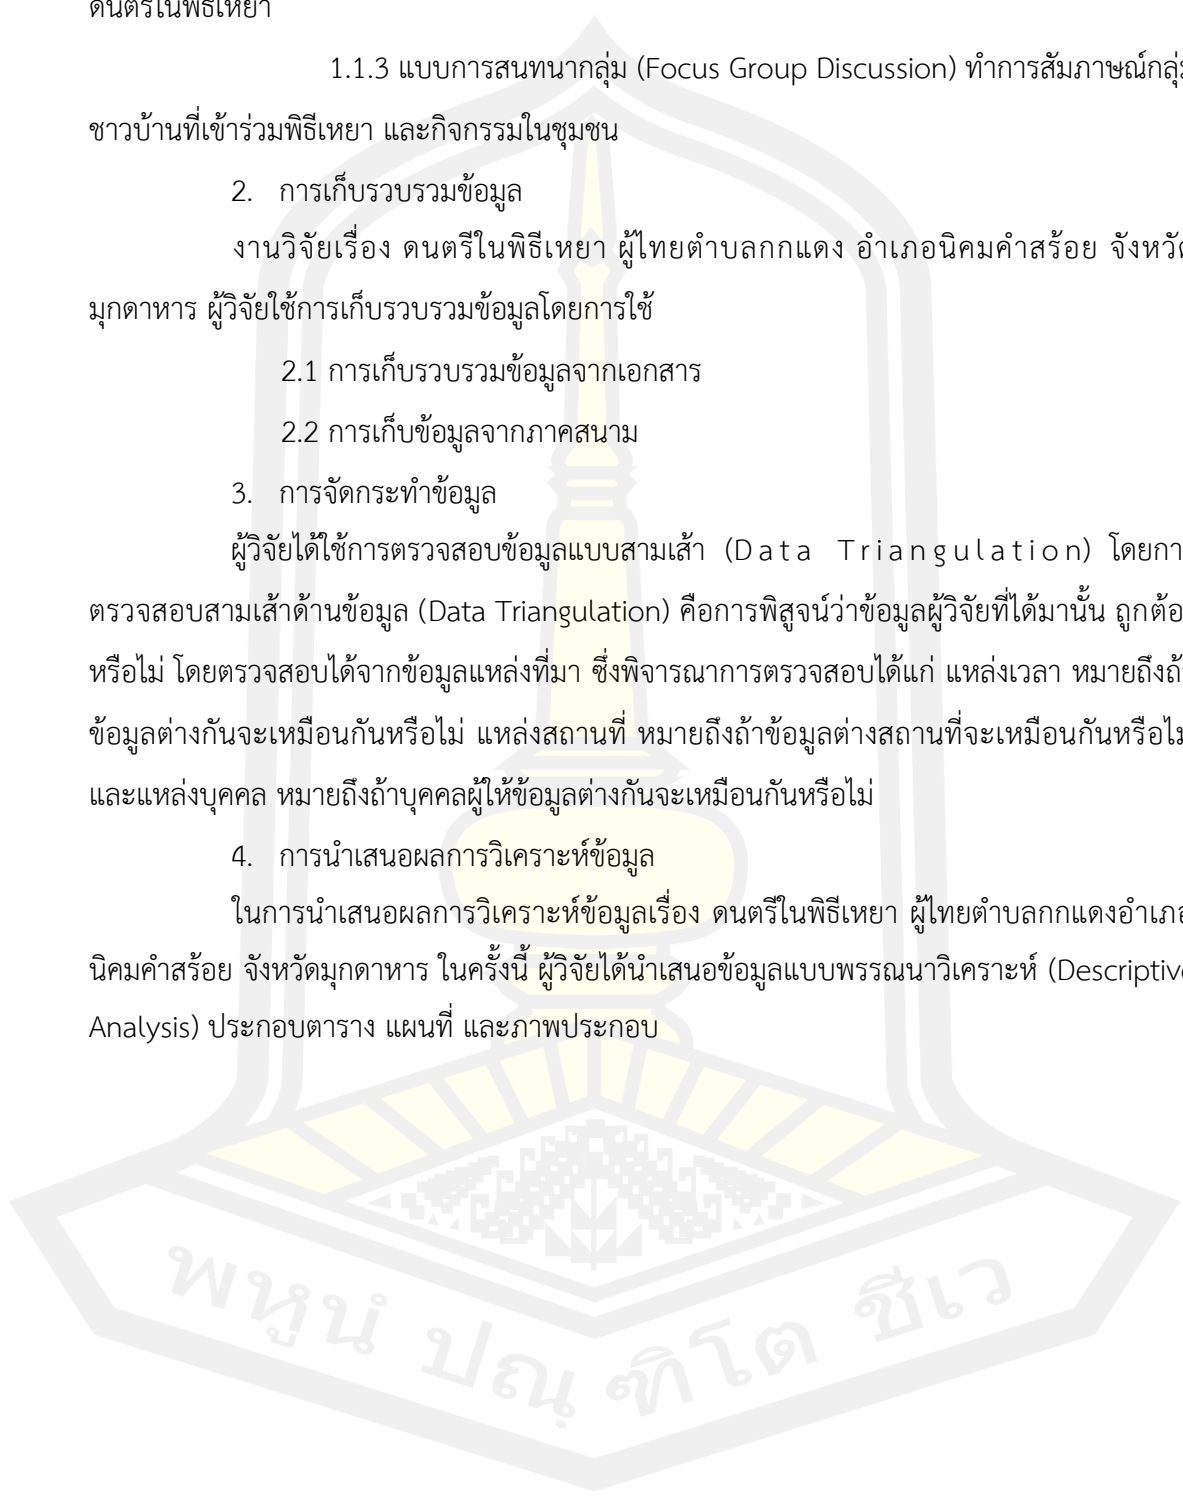 ดนตรีในพิธีเหยา
1.1.3 แบบการสนทนากลุ่ม (Focus Group Discussion) ทำการสัมภาษณ์กลุ่ม
ชาวบ้านที่เข้าร่วมพิธีเหยา และกิจกรรมในชุมชน
2. การเก็บรวบรวมข้อมูล
งานวิจัยเรื่อง ดนตรีในพิธีเหยา ผู้ไทยตำบลกกแดง อำเภอนิคมคำสร้อย จังหวัด
มุกดาหาร ผู้วิจัยใช้การเก็บรวบรวมข้อมูลโดยการใช้
2.1 การเก็บรวบรวมข้อมูลจากเอกสาร
2.2 การเก็บข้อมูลจากภาคสนาม
3. การจัดกระทำข้อมูล
ผู้วิจัยได้ใช้การตรวจสอบข้อมูลแบบสามเส้า (Data Triangulation) โดยกา
ตรวจสอบสามเส้าด้านข้อมูล (Data Triangulation) คือการพิสูจน์ว่าข้อมูลผู้วิจัยที่ได้มานั้น ถูกต้อ
หรือไม่ โดยตรวจสอบได้จากข้อมูลแหล่งที่มา ซึ่งพิจารณาการตรวจสอบได้แก่ แหล่งเวลา หมายถึงถ้
ข้อมูลต่างกันจะเหมือนกันหรือไม่ แหล่งสถานที่ หมายถึงถ้าข้อมูลต่างสถานที่จะเหมือนกันหรือไม่
และแหล่งบุคคล หมายถึงถ้าบุคคลผู้ให้ข้อมูลต่างกันจะเหมือนกันหรือไม่
4. การนำเสนอผลการวิเคราะห์ข้อมูล
ในการนำเสนอผลการวิเคราะห์ข้อมูลเรื่อง ดนตรีในพิธีเหยา ผู้ไทยตำบลกกแดงอำเภอ
นิคมคำสร้อย จังหวัดมุกดาหาร ในครั้งนี้ ผู้วิจัยได้นำเสนอข้อมูลแบบพรรณนาวิเคราะห์ (Descriptive
Analysis) ประกอบตาราง แผนที่ และภาพประกอบ
พหูนํ ปณฺฑิโต ชีเว